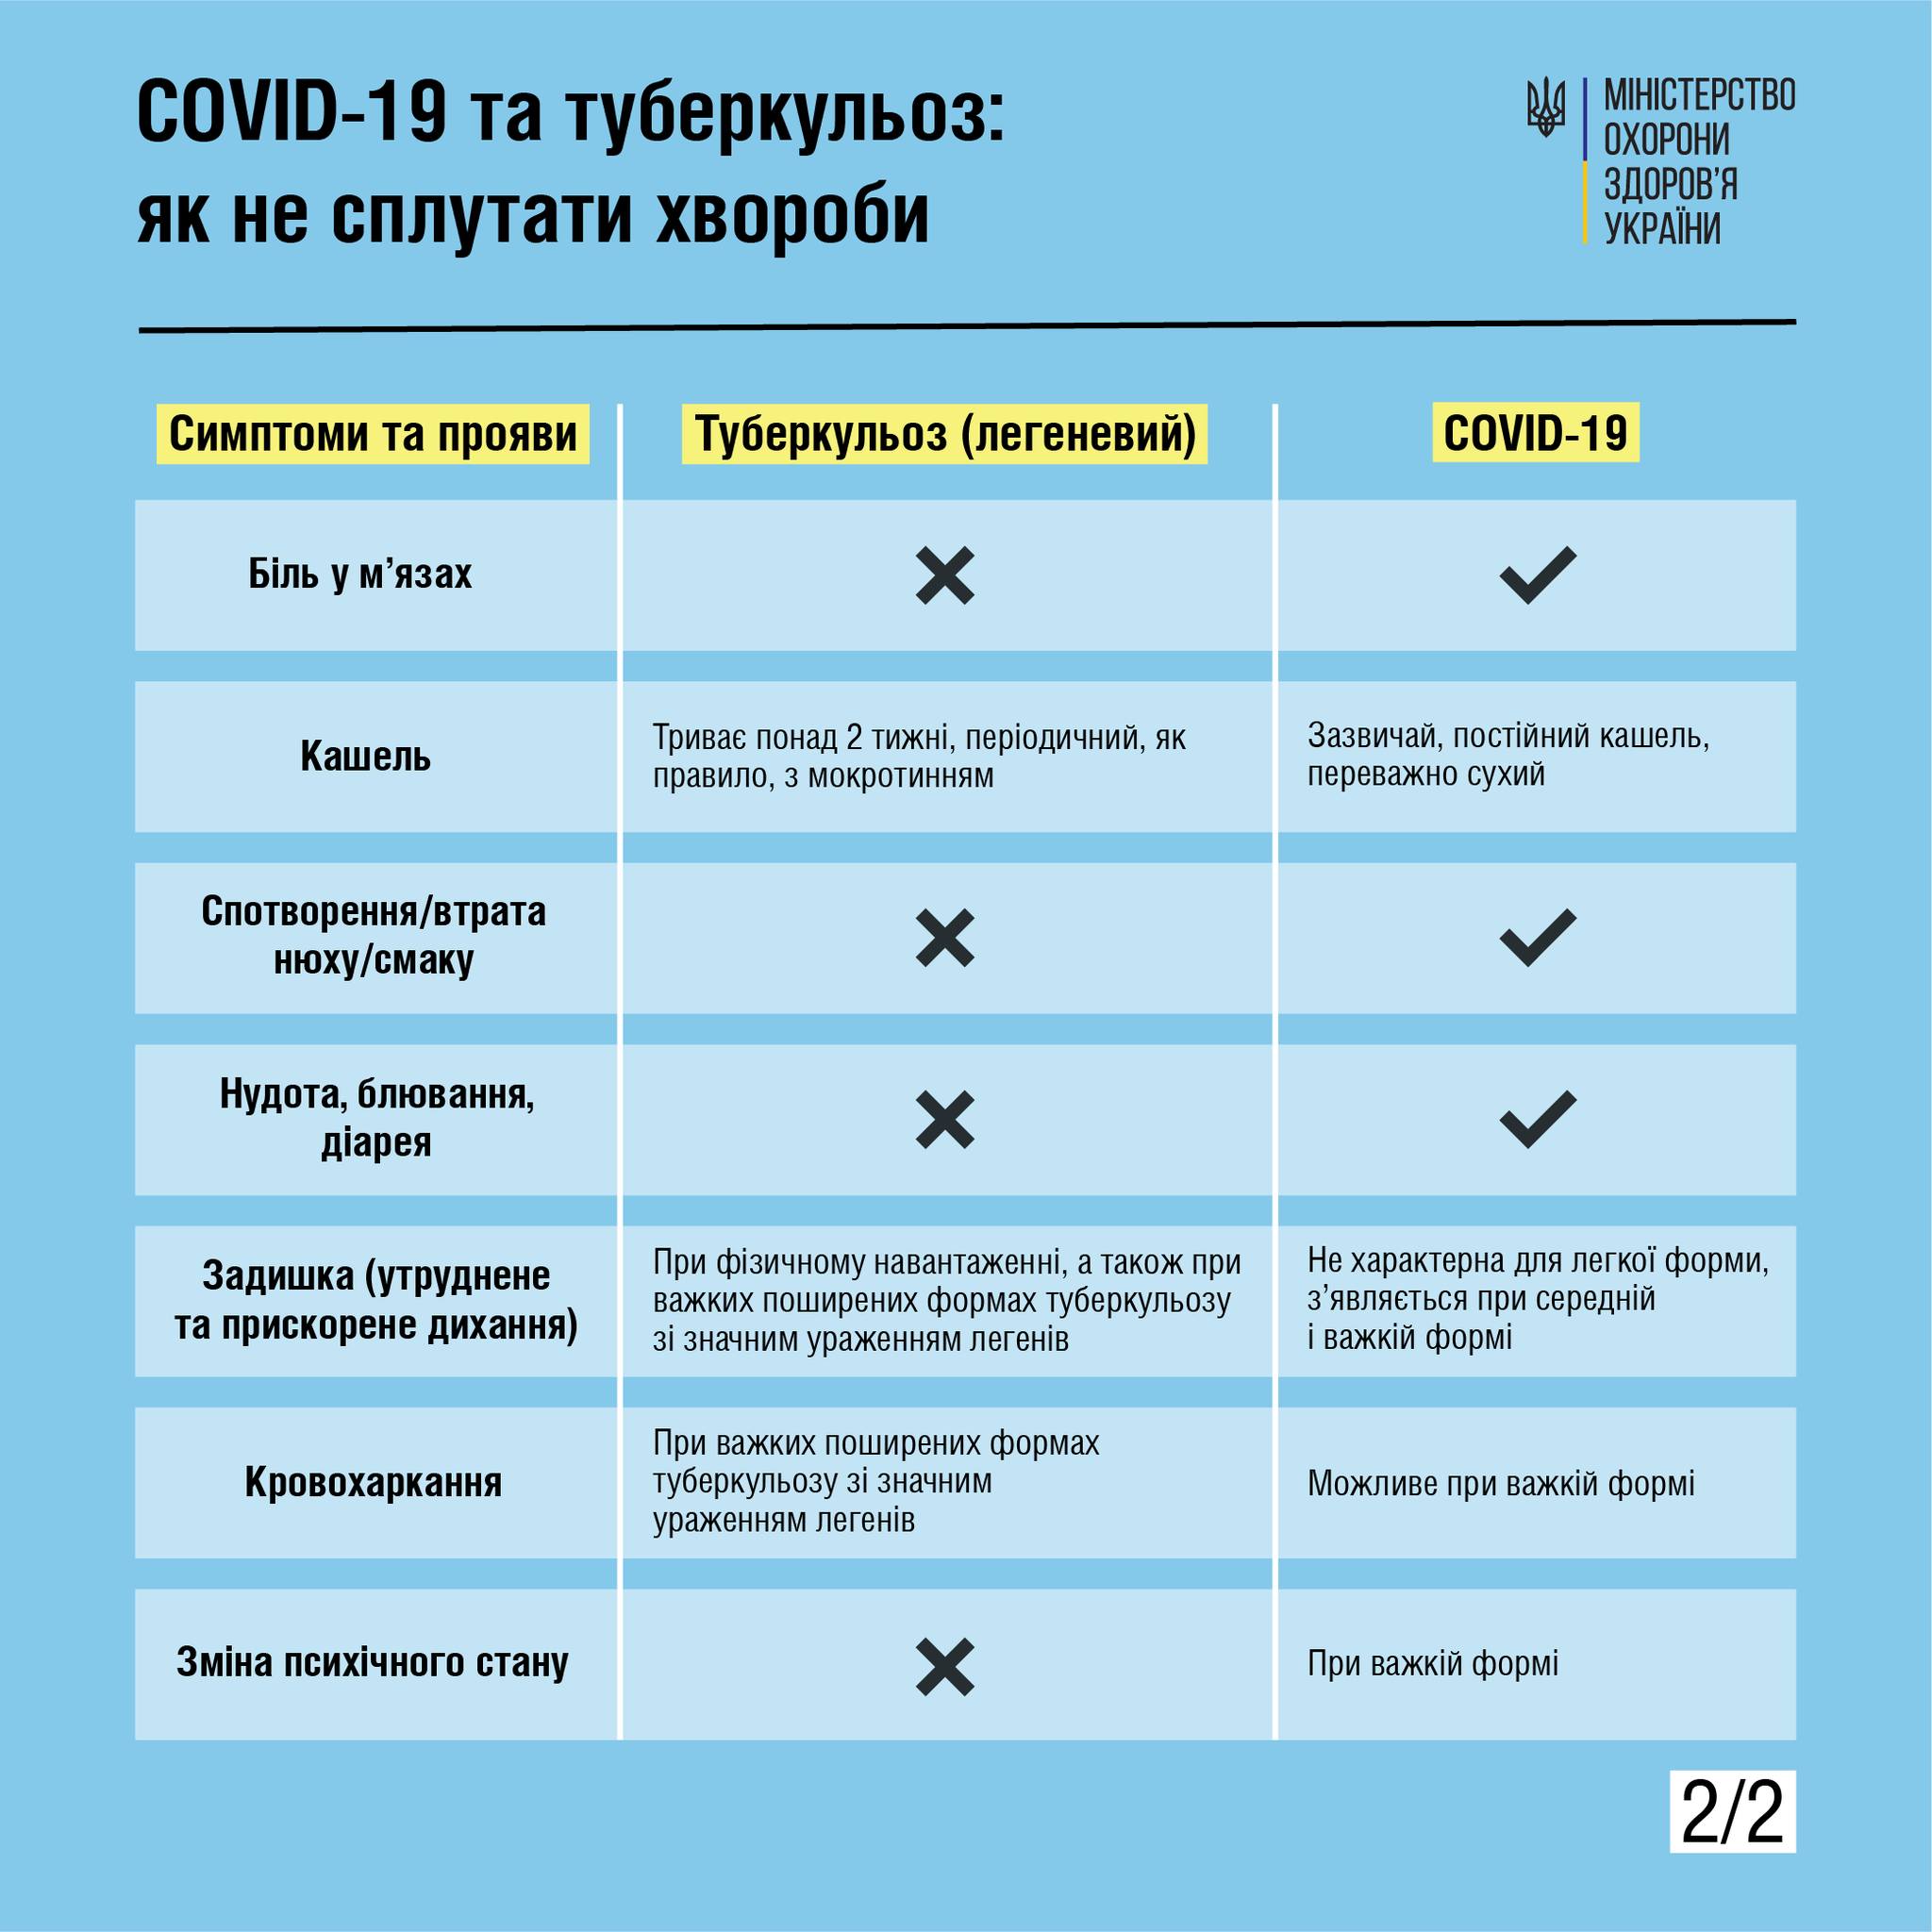 COVID-19 та туберкульоз:
як не сплутати хвороби
МІНІСТЕРСТВО
ОХОРОНИ
ЗДОРОВ’Я
УКРАЇНИ
Симптоми та прояви
Туберкульоз (легеневий)
COVID-19
Біль у м’язах
Кашель
Триває понад 2 тижні, періодичний, як
правило, з мокротинням
Зазвичай, постійний кашель,
переважно сухий
Спотворення/втрата
нюху/смаку
Нудота, блювання,
діарея
Задишка (утруднене
та прискорене дихання)
При фізичному навантаженні, а також при
важких поширених формах туберкульозу
зі значним ураженням легенів
Не характерна для легкої форми,
з’являється при середній
і важкій формі
Кровохаркання
При важких поширених формах
туберкульозу зі значним
ураженням легенів
Можливе при важкій формі
Зміна психічного стану
При важкій формі
2/2